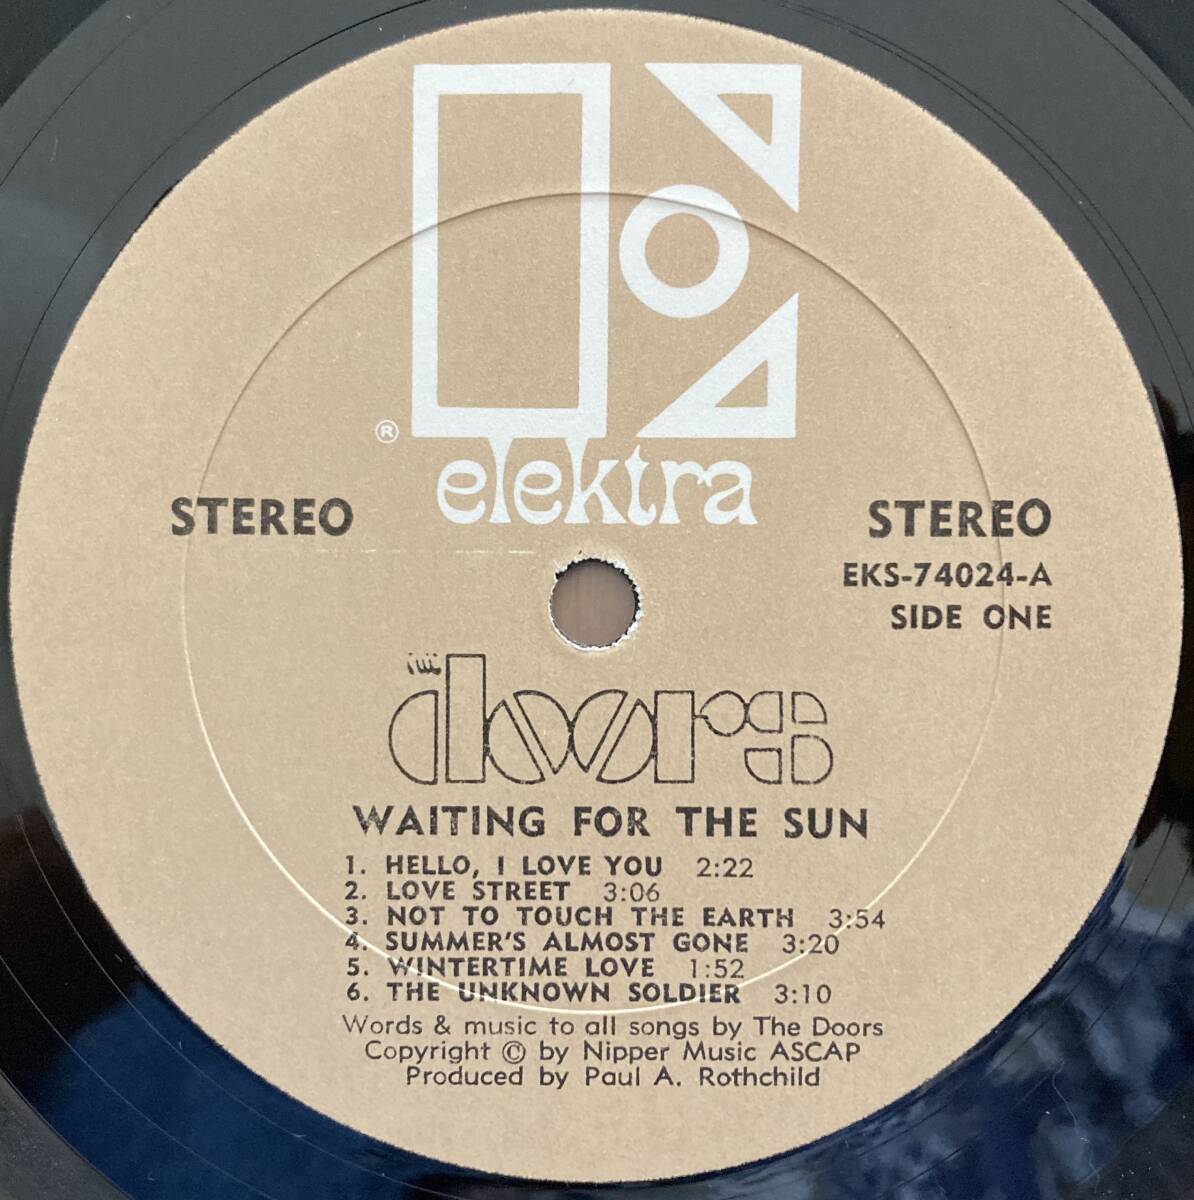 ®
elektra
STEREO
STEREO
EKS-74024-A
SIDE ONE
THE
doors
WAITING FOR THE SUN
1. HELLO, I LOVE YOU 2:22
2. LOVE STREET 3:06
3. NOT TO TOUCH THE EARTH 3:54
4. SUMMER'S ALMOST GONE 3:20
5. WINTERTIME LOVE 1:52
6. THE UNKNOWN SOLDIER 3:10
Words & music to all songs by The Doors
Copyright © by Nipper Music ASCAP
Produced by Paul A. Rothchild